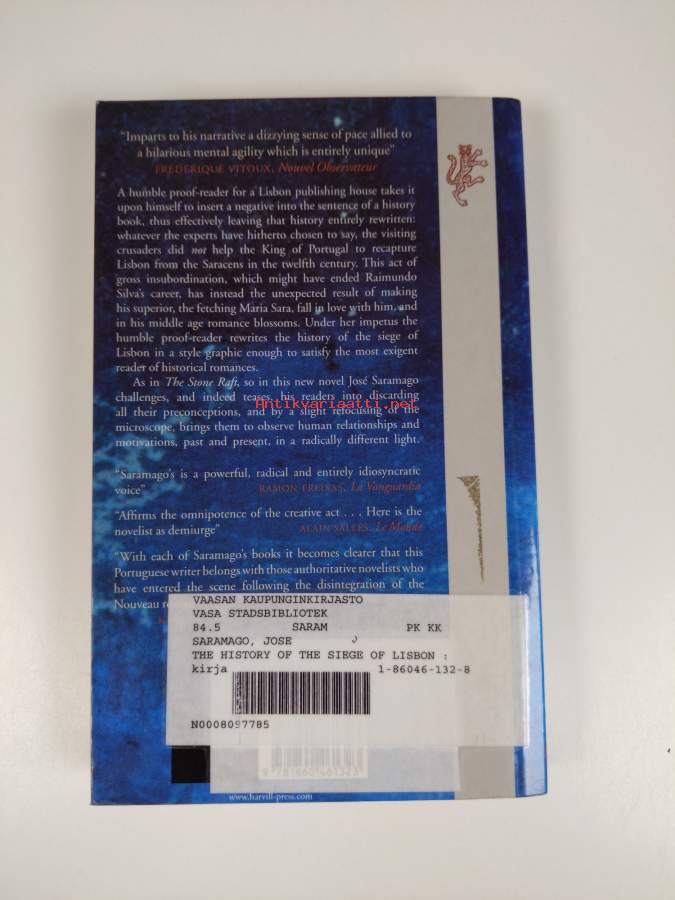 “Imparts to his narrative a dizzying sense of pace allied to
a hilarious mental agility which is entirely unique”
FREDERIQUE VITOUX, Nouvel Observateur
A humble proof-reader for a Lisbon publishing house takes it
upon himself to insert a negative into the sentence of a history
book, thus effectively leaving that history entirely rewritten:
whatever the experts have hitherto chosen to say, the visiting
crusaders did not help the King of Portugal to recapture
Lisbon from the Saracens in the twelfth century. This act of
gross insubordination, which might have ended Raimundo
Silva's career, has instead the unexpected result of making
his superior, the fetching Maria Sara, fall in love with him, and
in his middle age romance blossoms. Under her impetus the
humble proof-reader rewrites the history of the siege of
Lisbon in a style graphic enough to satisfy the most exigent
reader of historical romances.
As in The Stone Raft, so in this new novel José Saramago
challenges, and indeed teases, his readers into discarding
Antikvariaatti.net
all their preconceptions, and by a slight refocusing of the
microscope, brings them to observe human relationships and
motivations, past and present, in a radically different light.
“Saramago's is a powerful, radical and entirely idiosyncratic
voice” RAMON FREIXAS, La Vanguardia
“Affirms the omnipotence of the creative act . . . Here is the
novelist as demiurge” ALAIN SALLES, Le Monde
“With each of Saramago's books it becomes clearer that this
Portuguese writer belongs with those authoritative novelists who
have entered the scene following the disintegration of the
Nouveau
VAASAN KAUPUNGINKIRJASTO
VASA STADSBIBLIOTEK
84.5 SARAM PK KK
SARAMAGO, JOSE
THE HISTORY OF THE SIEGE OF LISBON :
kirja 1-86046-132-8
N0008097785
9 781860 461323
www.harvill-press.com